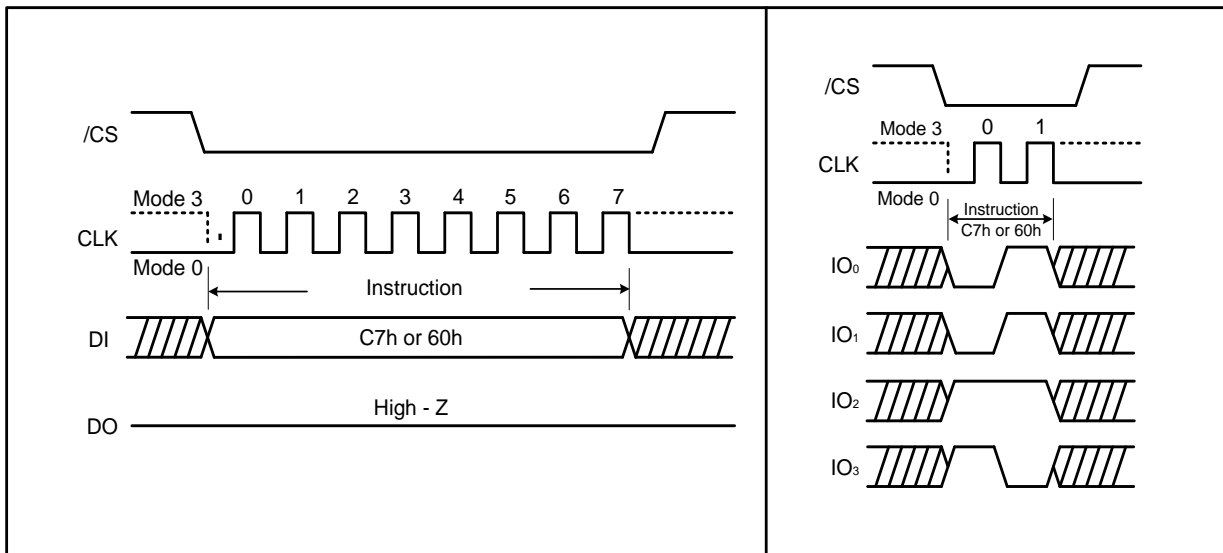 /CS
Mode 3 0 1 2 3 4 5 6 7
CLK
Mode 0
Instruction
DI C7h or 60h
High - Z
DO
/CS
Mode 3 0 1
CLK
Mode 0
Instruction
C7h or 60h
IO0
IO1
IO2
IO3